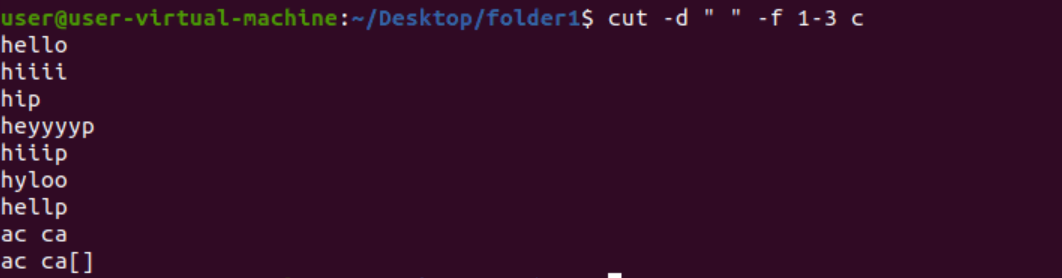 user@user-virtual-machine:~/Desktop/folder1$ cut -d " " -f 1-3 c
hello
hiiii
hip
heyyyyp
hiiip
hyloo
hellp
ac ca
ac ca[]